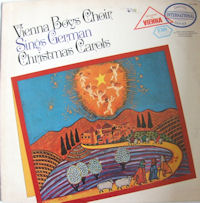 Vienna Boys Choir
Sings German
Christmas Carols
VIENNA
INTERNATIONAL